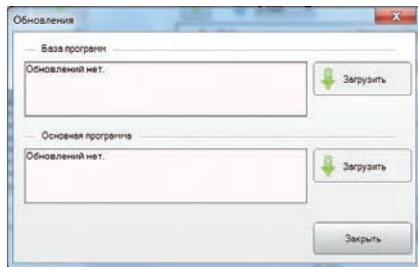 Обновления
База программ
Обновлений нет.
Загрузить
Основная программа
Обновлений нет.
Загрузить
Закрыть